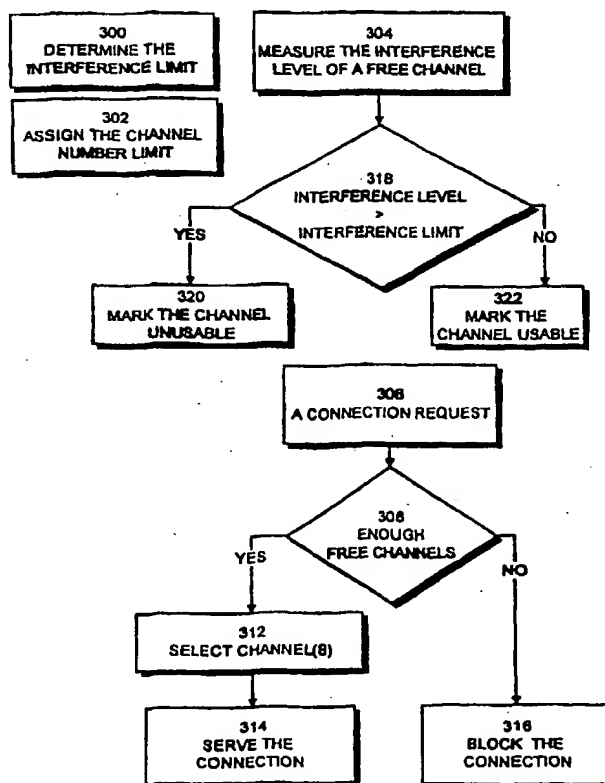 300
DETERMINE THE
INTERFERENCE LIMIT
302
ASSIGN THE CHANNEL
NUMBER LIMIT
304
MEASURE THE INTERFERENCE
LEVEL OF A FREE CHANNEL
318
INTERFERENCE LEVEL
>
INTERFERENCE LIMIT
YES
NO
320
MARK THE CHANNEL
UNUSABLE
322
MARK THE
CHANNEL USABLE
306
A CONNECTION REQUEST
308
ENOUGH
FREE CHANNELS
YES
NO
312
SELECT CHANNEL(S)
314
SERVE THE
CONNECTION
316
BLOCK THE
CONNECTION